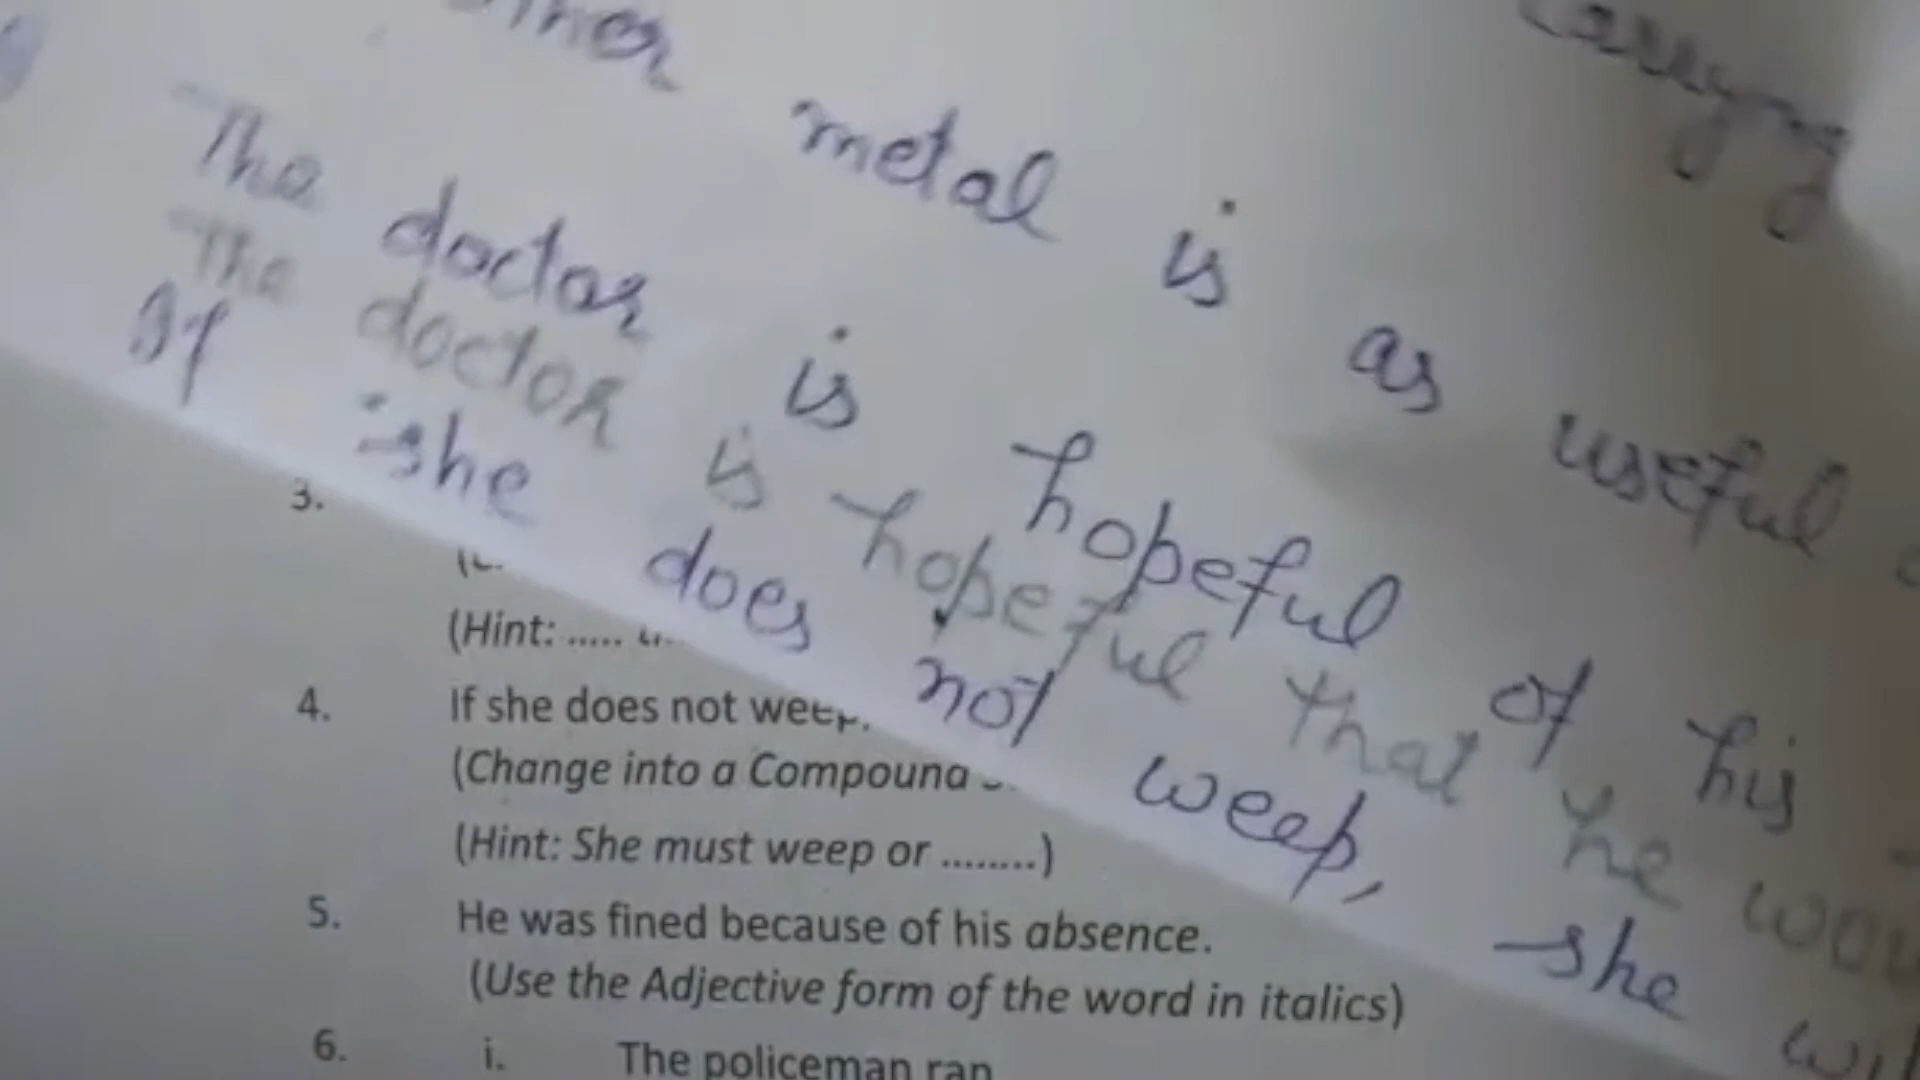 carrying
metal is as useful
The doctor is hopeful of his
The doctor is hopeful that he
If she does not weep, she
3.
(Hint: .....
4. If she does not weep
(Change into a Compound
(Hint: She must weep or ........)
5. He was fined because of his absence.
(Use the Adjective form of the word in italics)
6. i. The policeman ran